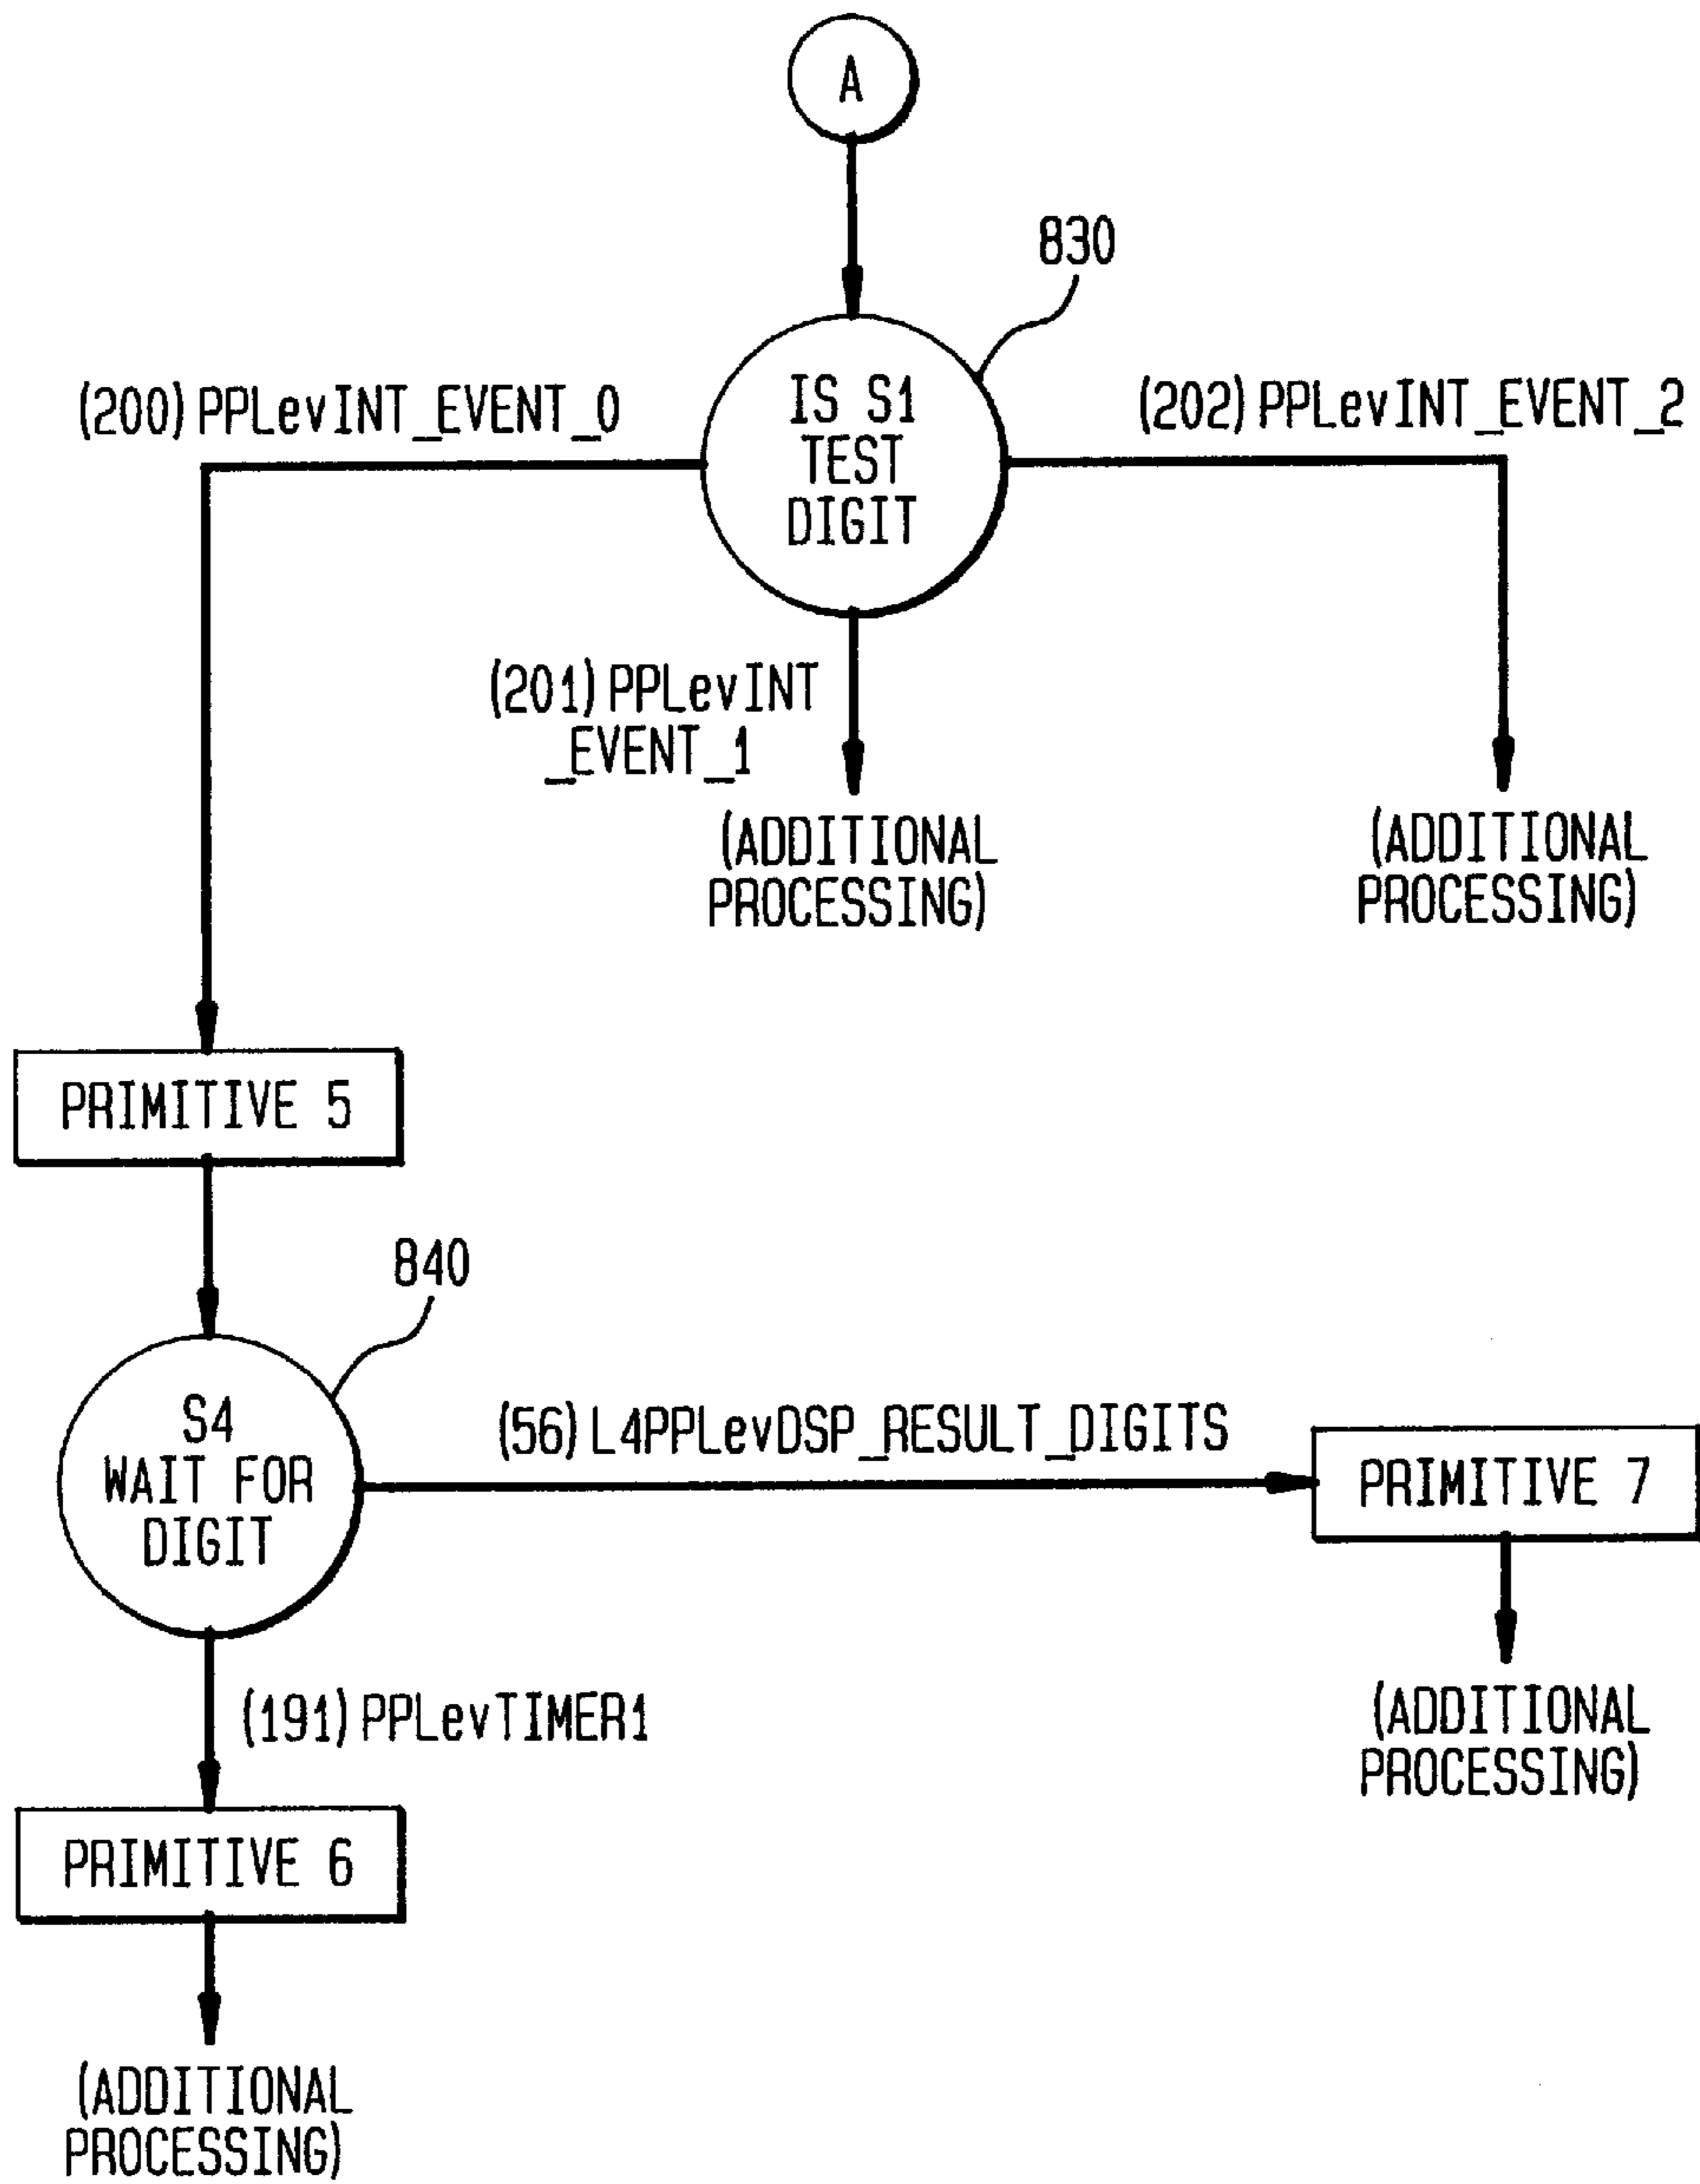 A
830
(200) PPLevINT_EVENT_0
IS S1
TEST
DIGIT
(202) PPLevINT_EVENT_2
(201) PPLevINT
_EVENT_1
(ADDITIONAL
PROCESSING)
(ADDITIONAL
PROCESSING)
PRIMITIVE 5
840
S4
WAIT FOR
DIGIT
(56) L4PPLevDSP_RESULT_DIGITS
PRIMITIVE 7
(191) PPLevTIMER1
(ADDITIONAL
PROCESSING)
PRIMITIVE 6
(ADDITIONAL
PROCESSING)